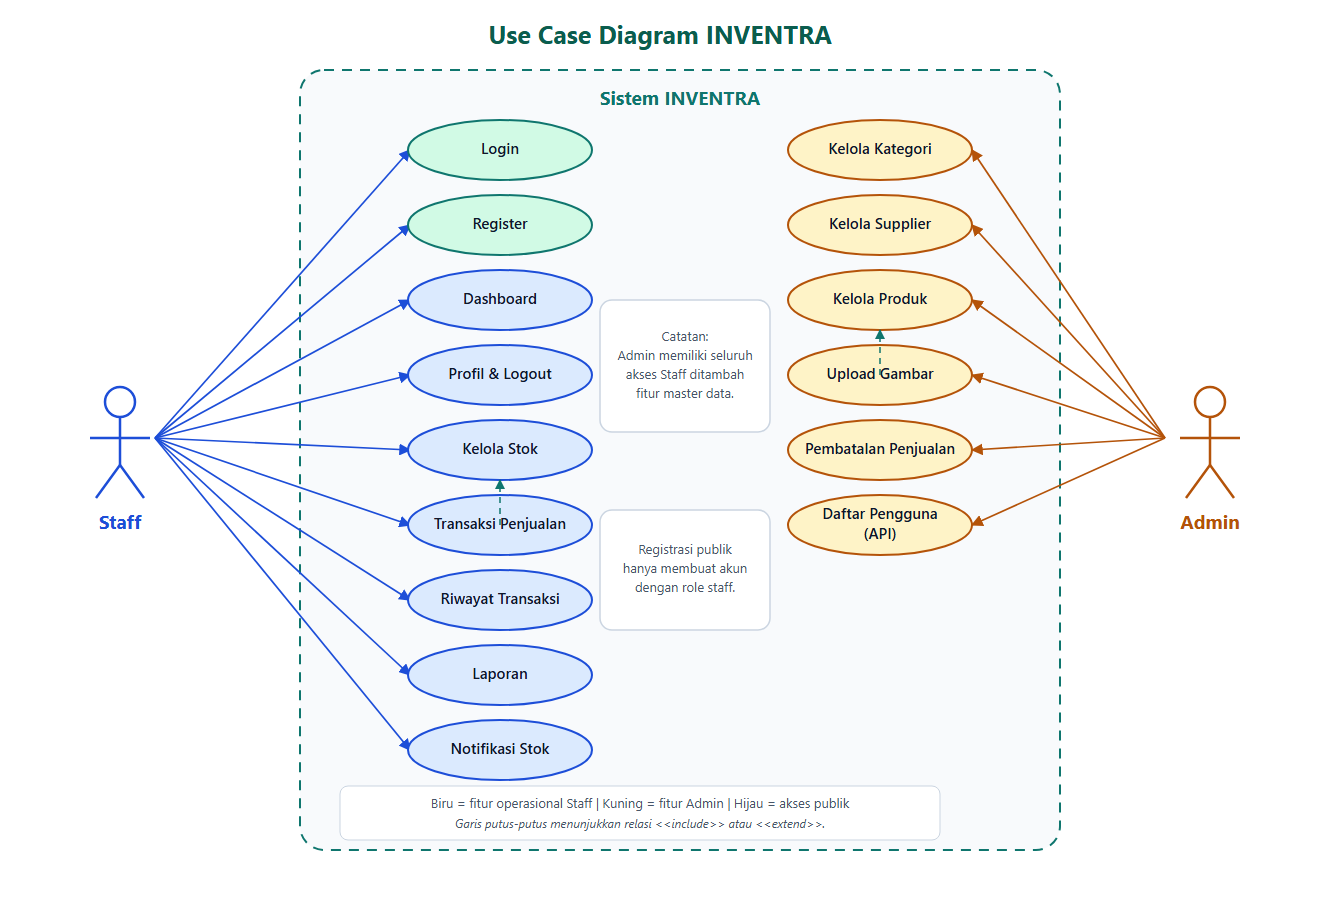 Use Case Diagram INVENTRA
Sistem INVENTRA
Login
Register
Dashboard
Profil & Logout
Kelola Stok
Transaksi Penjualan
Riwayat Transaksi
Laporan
Notifikasi Stok
Catatan:
Admin memiliki seluruh
akses Staff ditambah
fitur master data.
Registrasi publik
hanya membuat akun
dengan role staff.
Kelola Kategori
Kelola Supplier
Kelola Produk
Upload Gambar
Pembatalan Penjualan
Daftar Pengguna
(API)
Staff
Admin
Biru = fitur operasional Staff | Kuning = fitur Admin | Hijau = akses publik
Garis putus-putus menunjukkan relasi <<include>> atau <<extend>>.